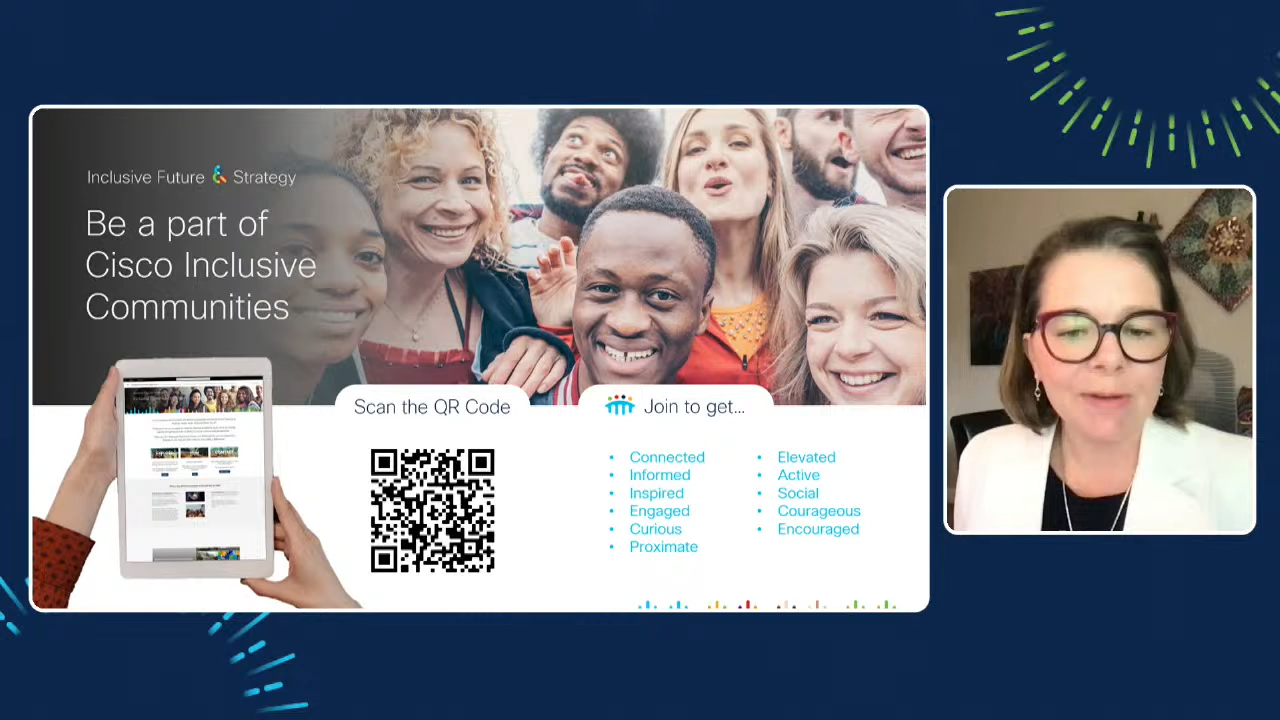 Inclusive Future & Strategy
Be a part of
Cisco Inclusive
Communities
Scan the QR Code
Join to get...
• Connected
• Informed
• Inspired
• Engaged
• Curious
• Proximate
• Elevated
• Active
• Social
• Courageous
• Encouraged